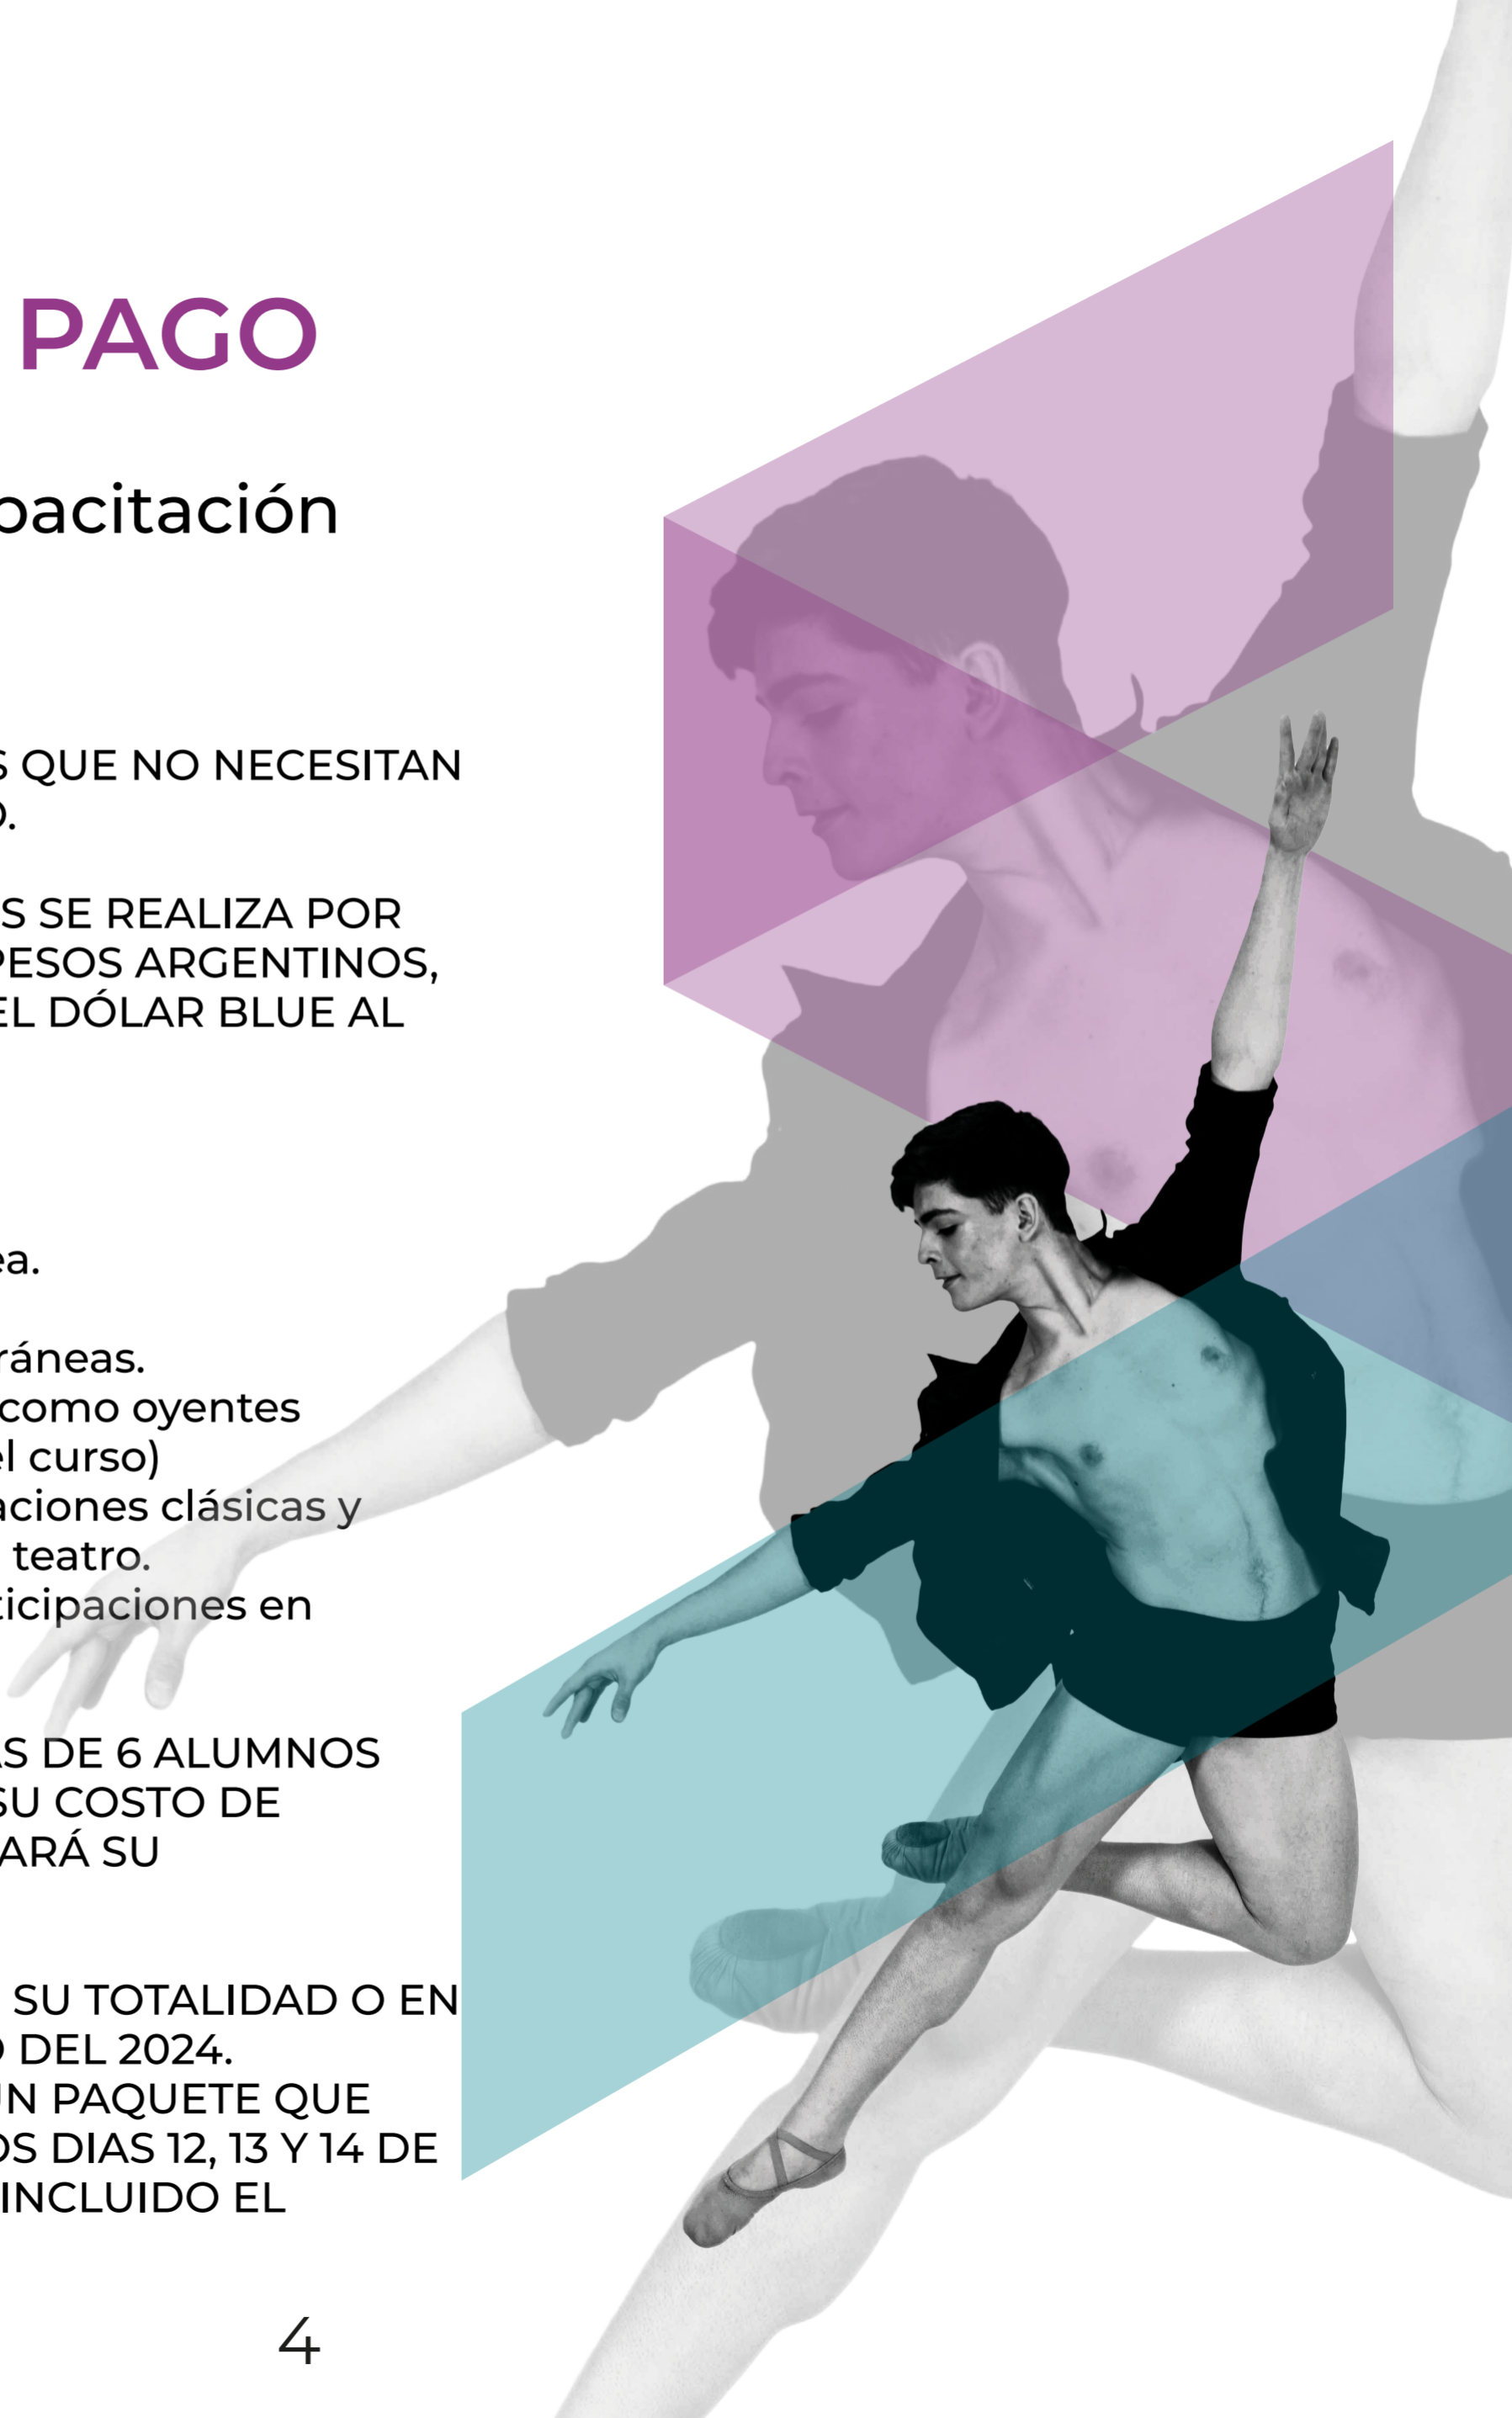 PAGO
pacitación
S QUE NO NECESITAN
O.
S SE REALIZA POR
PESOS ARGENTINOS,
EL DÓLAR BLUE AL
ea.
ráneas.
como oyentes
el curso)
aciones clásicas y
teatro.
ticipaciones en
AS DE 6 ALUMNOS
SU COSTO DE
ARÁ SU
SU TOTALIDAD O EN
O DEL 2024.
UN PAQUETE QUE
OS DIAS 12, 13 Y 14 DE
INCLUIDO EL
4